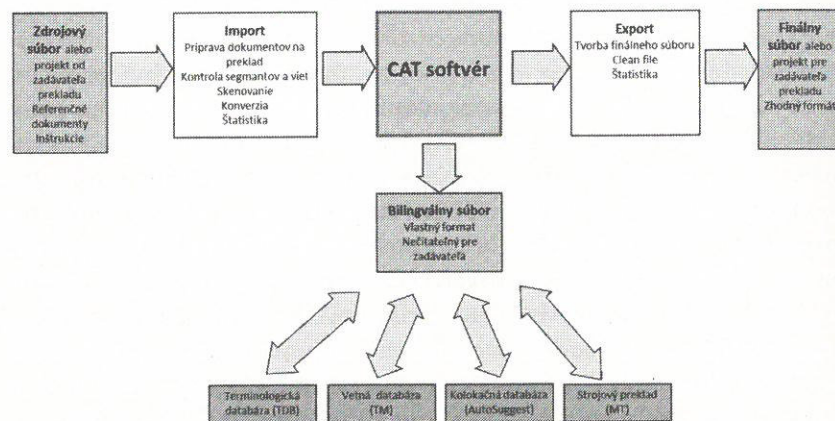 Zdrojový
súbor alebo
projekt od
zadávateľa
prekladu
Referenčné
dokumenty
Inštrukcie
Import
Príprava dokumentov na
preklad
Kontrola segmantov a viet
Skenovanie
Konverzia
Štatistika
CAT softvér
Export
Tvorba finálneho súboru
Clean file
Štatistika
Finálny
súbor alebo
projekt pre
zadávateľa
prekladu
Zhodný formát
Bilingválny súbor
Vlastný format
Nečitateľný pre
zadávateľa
Terminologická
databáza (TDB)
Vetná databáza
(TM)
Kolokačná databáza
(AutoSuggest)
Strojový preklad
(MT)